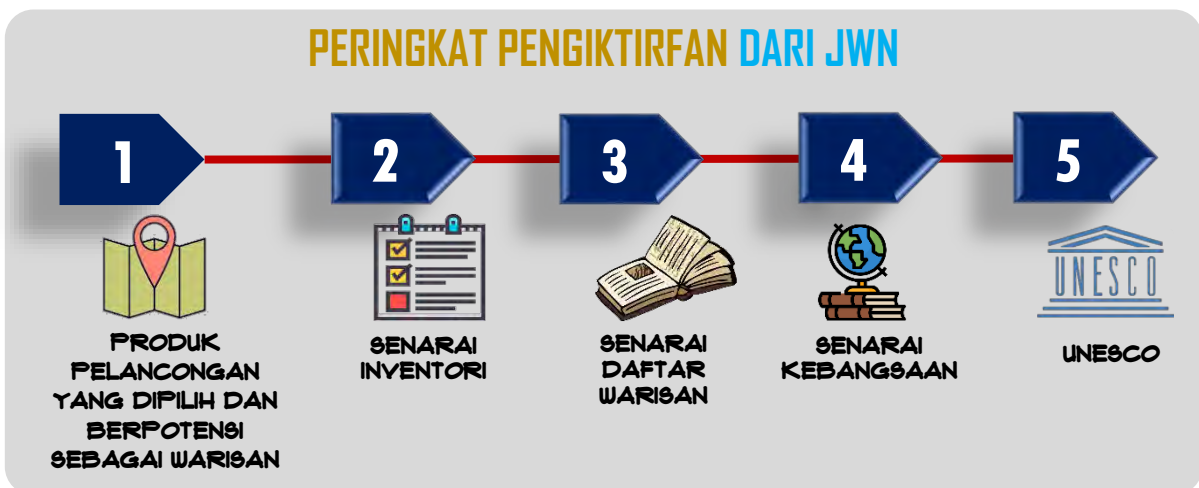 PERINGKAT PENGIKTIRFAN DARI JWN
1
2
3
4
5
PRODUK
PELANCONGAN
YANG DIPILIH DAN
BERPOTENSI
SEBAGAI WARISAN
SENARAI
INVENTORI
SENARAI
DAFTAR
WARISAN
SENARAI
KEBANGSAAN
UNESCO
UNESCO